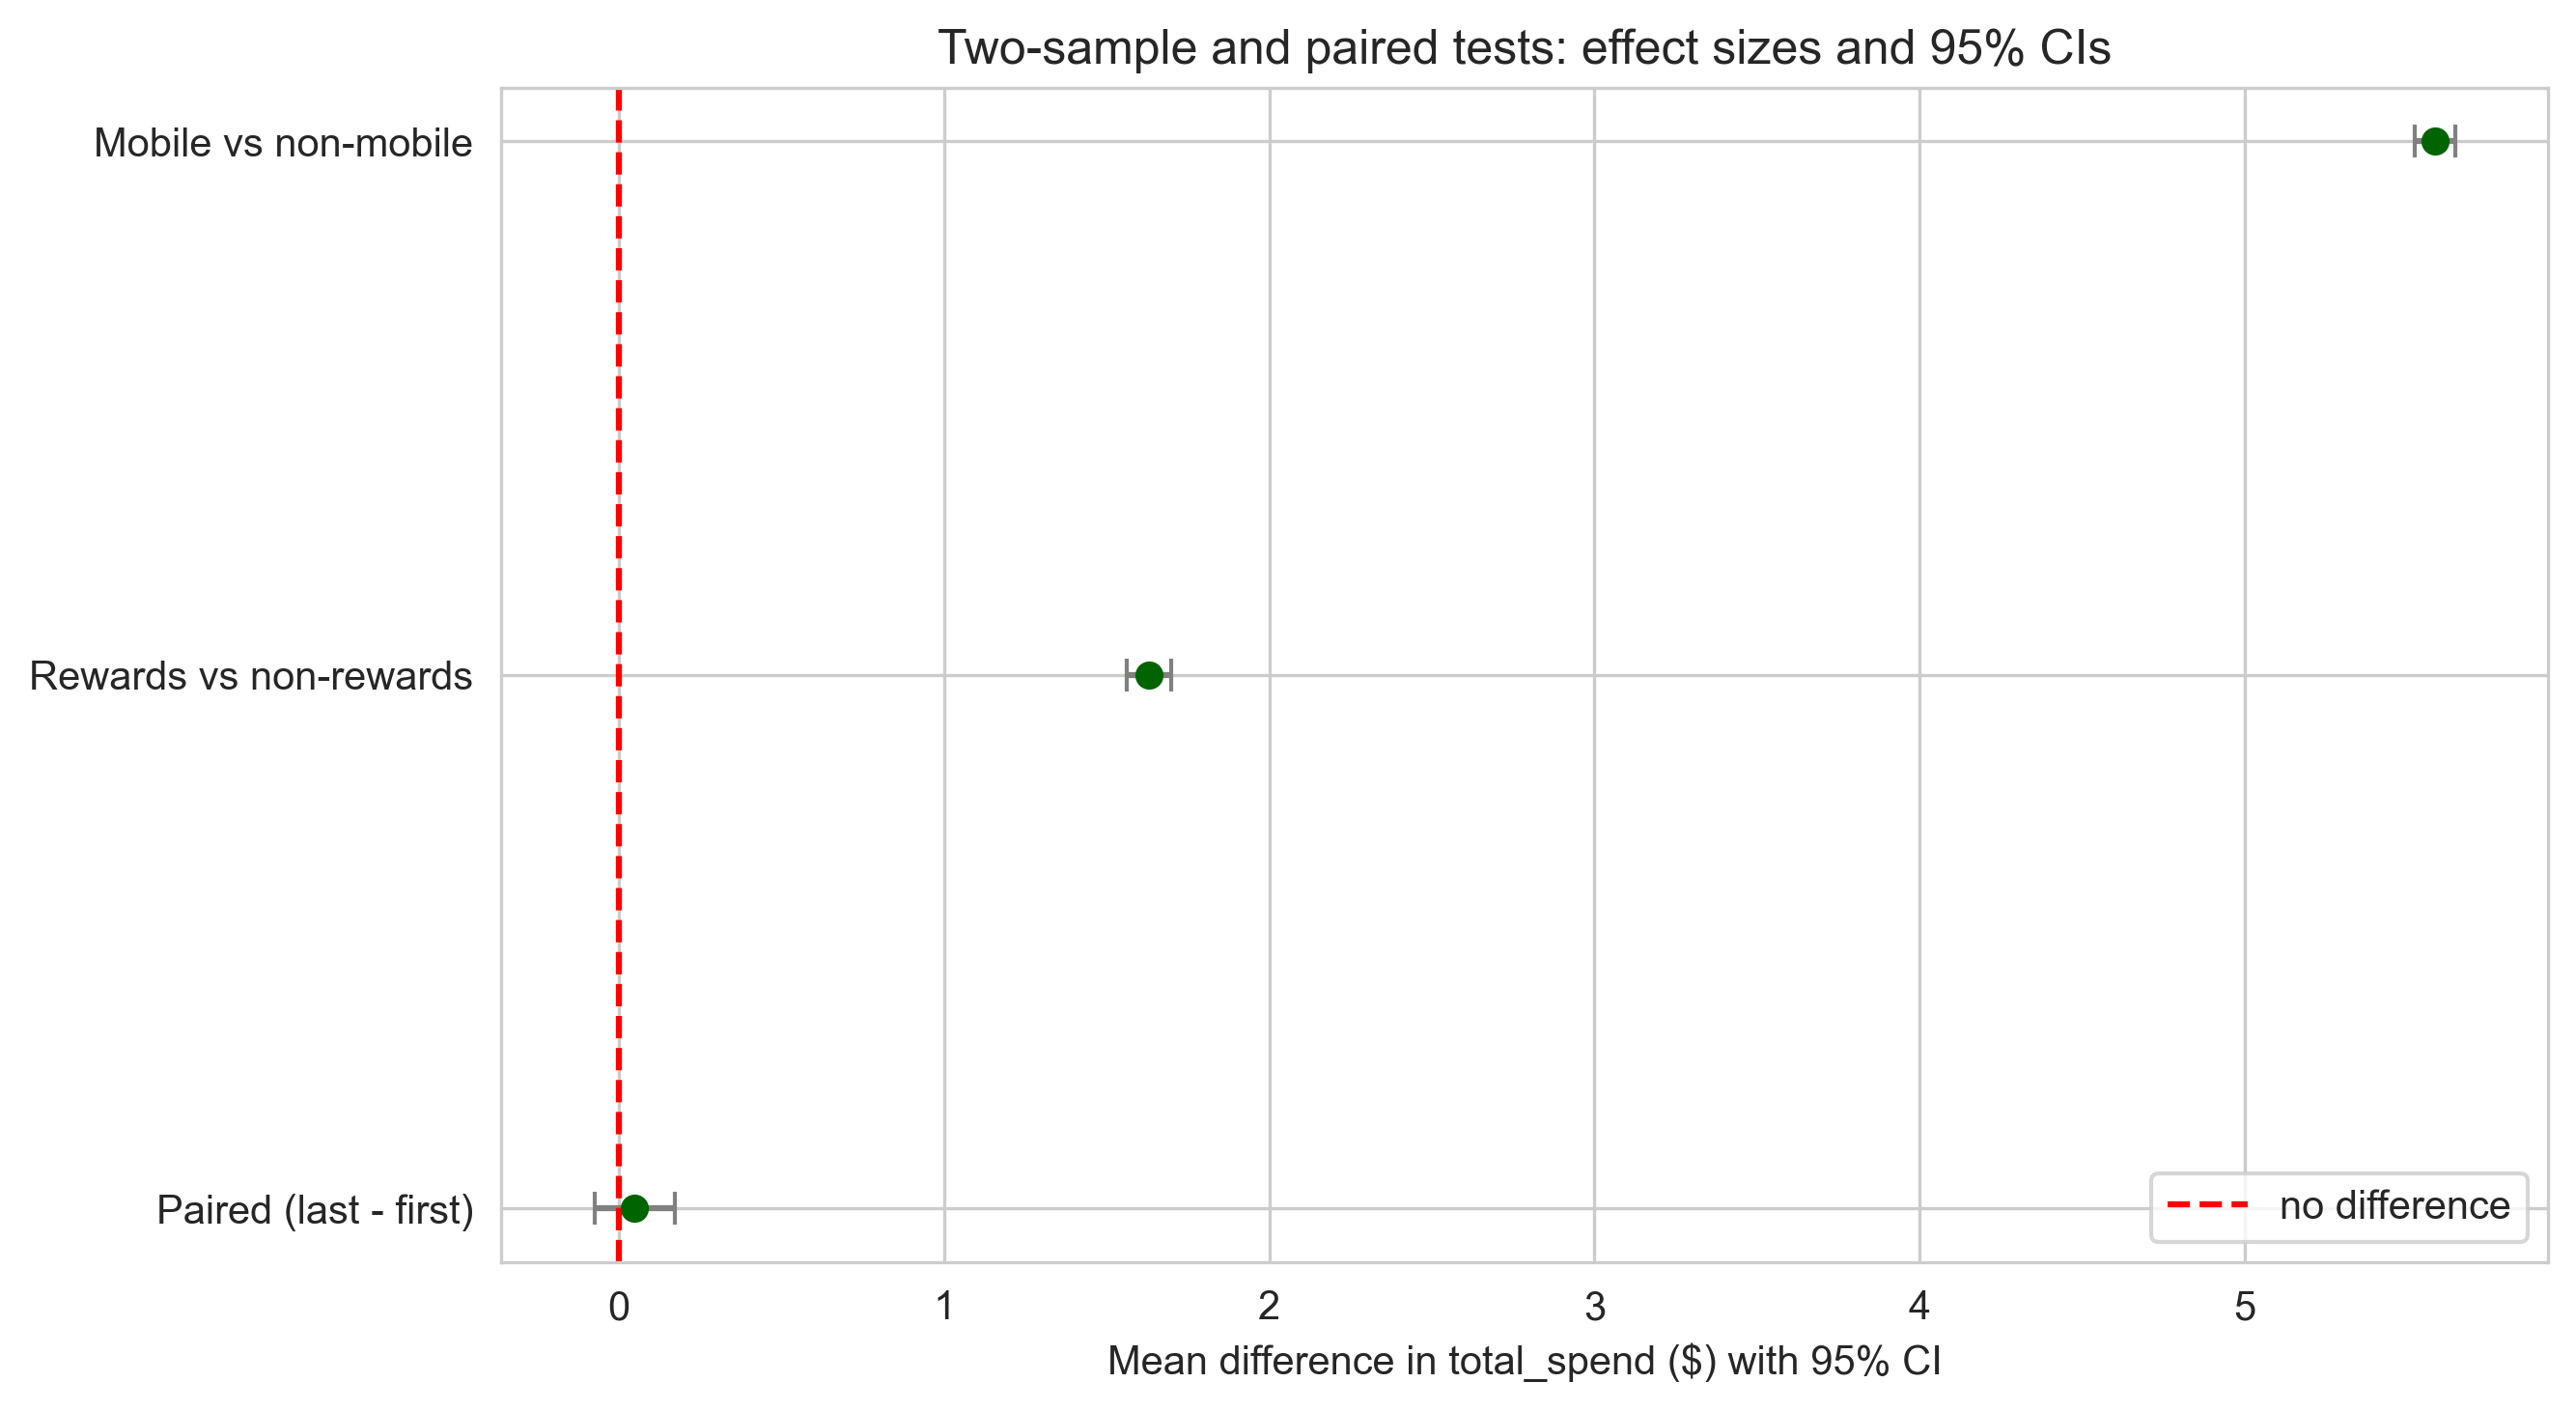 Two-sample and paired tests: effect sizes and 95% CIs
Mobile vs non-mobile
Rewards vs non-rewards
Paired (last - first)
no difference
0 1 2 3 4 5
Mean difference in total_spend ($) with 95% CI